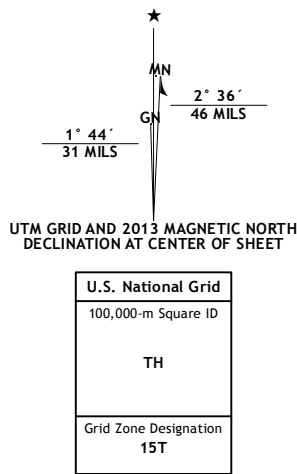 MN
2° 36´
46 MILS
GN
1° 44´
31 MILS
UTM GRID AND 2013 MAGNETIC NORTH
DECLINATION AT CENTER OF SHEET
U.S. National Grid
100,000-m Square ID
TH
Grid Zone Designation
15T